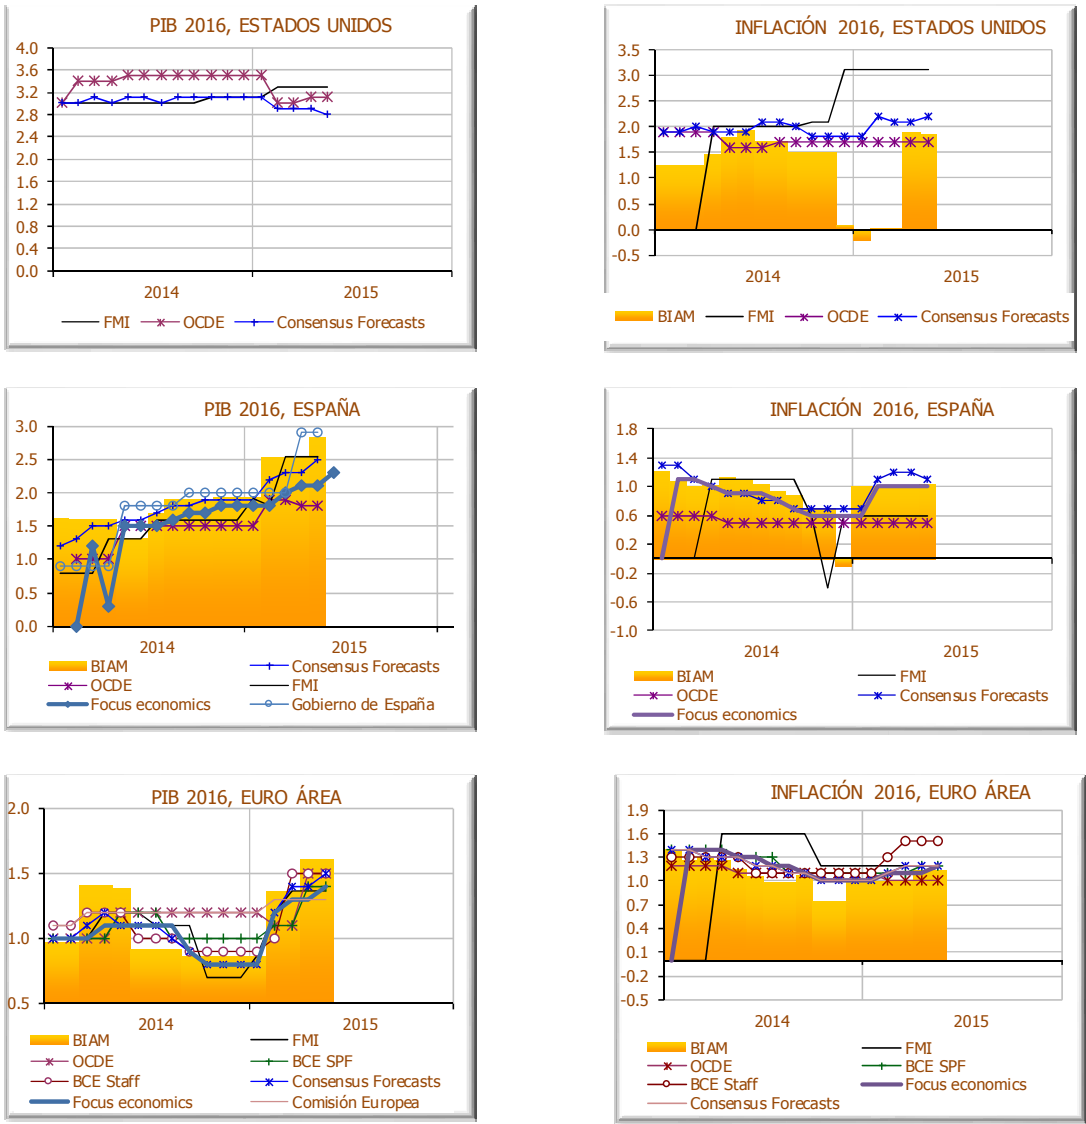 PIB 2016, ESTADOS UNIDOS
4.0
3.6
3.2
2.8
2.4
2.0
1.6
1.2
0.8
0.4
0.0
2014 2015
FMI OCDE Consensus Forecasts
INFLACIÓN 2016, ESTADOS UNIDOS
3.5
3.0
2.5
2.0
1.5
1.0
0.5
0.0
-0.5
2014 2015
BIAM FMI OCDE Consensus Forecasts
PIB 2016, ESPAÑA
3.0
2.5
2.0
1.5
1.0
0.5
0.0
2014 2015
BIAM Consensus Forecasts
OCDE FMI
Focus economics Gobierno de España
INFLACIÓN 2016, ESPAÑA
1.8
1.4
1.0
0.6
0.2
-0.2
-0.6
-1.0
2014 2015
BIAM FMI
OCDE Consensus Forecasts
Focus economics
PIB 2016, EURO ÁREA
2.0
1.5
1.0
0.5
2014 2015
BIAM FMI
OCDE BCE SPF
BCE Staff Consensus Forecasts
Focus economics Comisión Europea
INFLACIÓN 2016, EURO ÁREA
1.9
1.6
1.3
1.0
0.7
0.4
0.1
-0.2
-0.5
2014 2015
BIAM FMI
OCDE BCE SPF
BCE Staff Focus economics
Consensus Forecasts